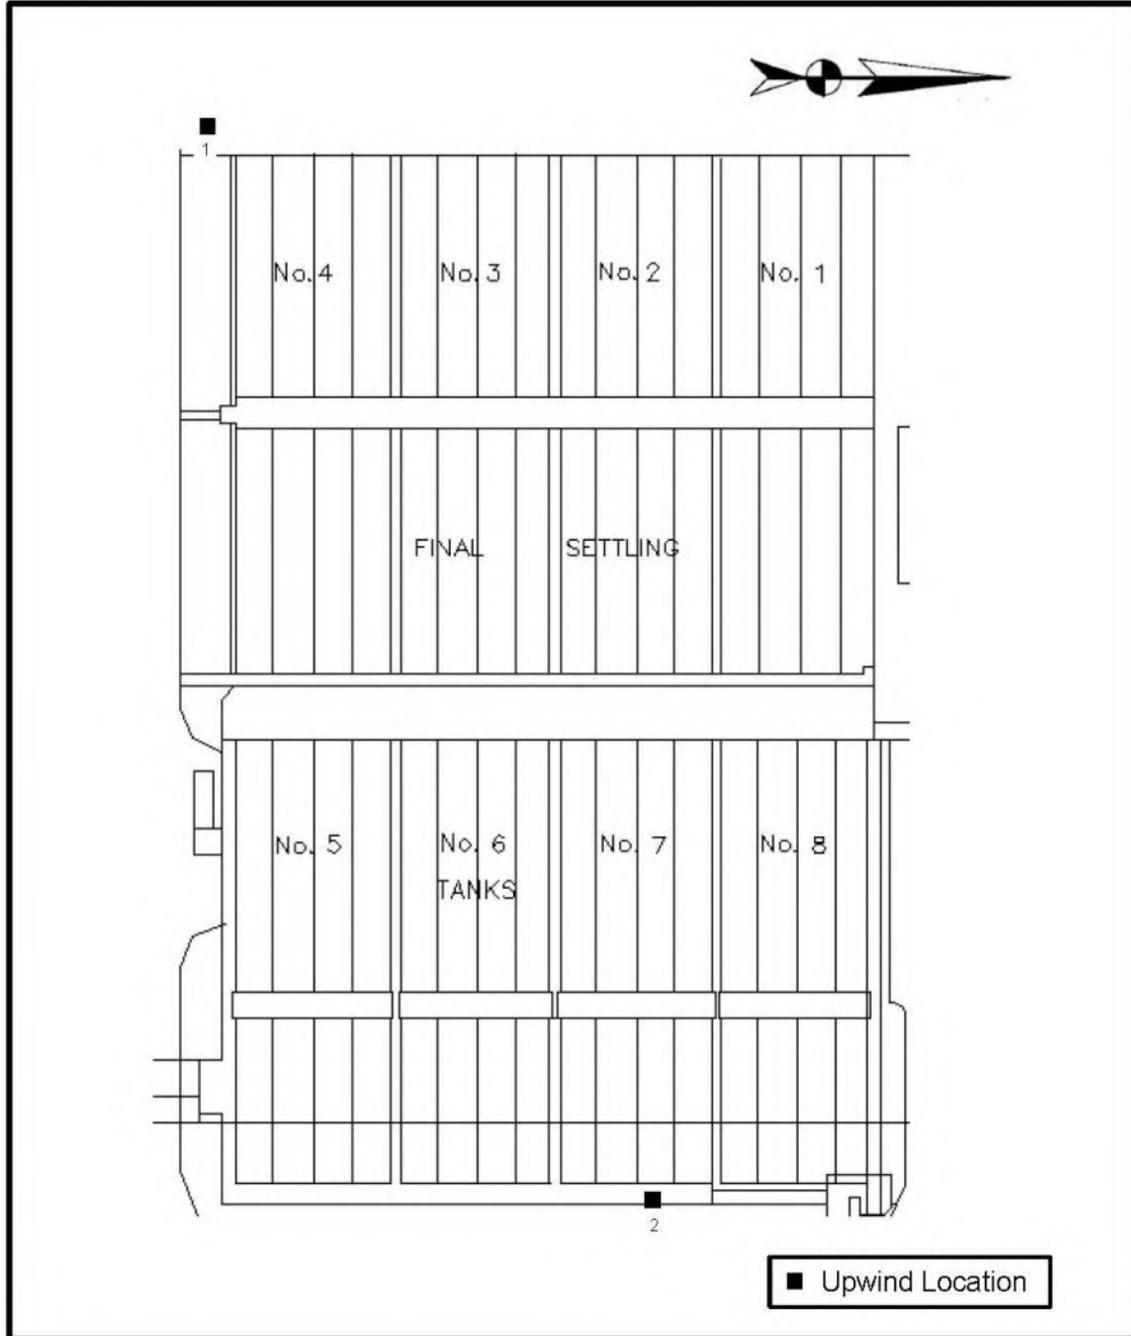 1
No. 4 No. 3 No. 2 No. 1
FINAL SETTLING
No. 5 No. 6 No. 7 No. 8
TANKS
2
Upwind Location